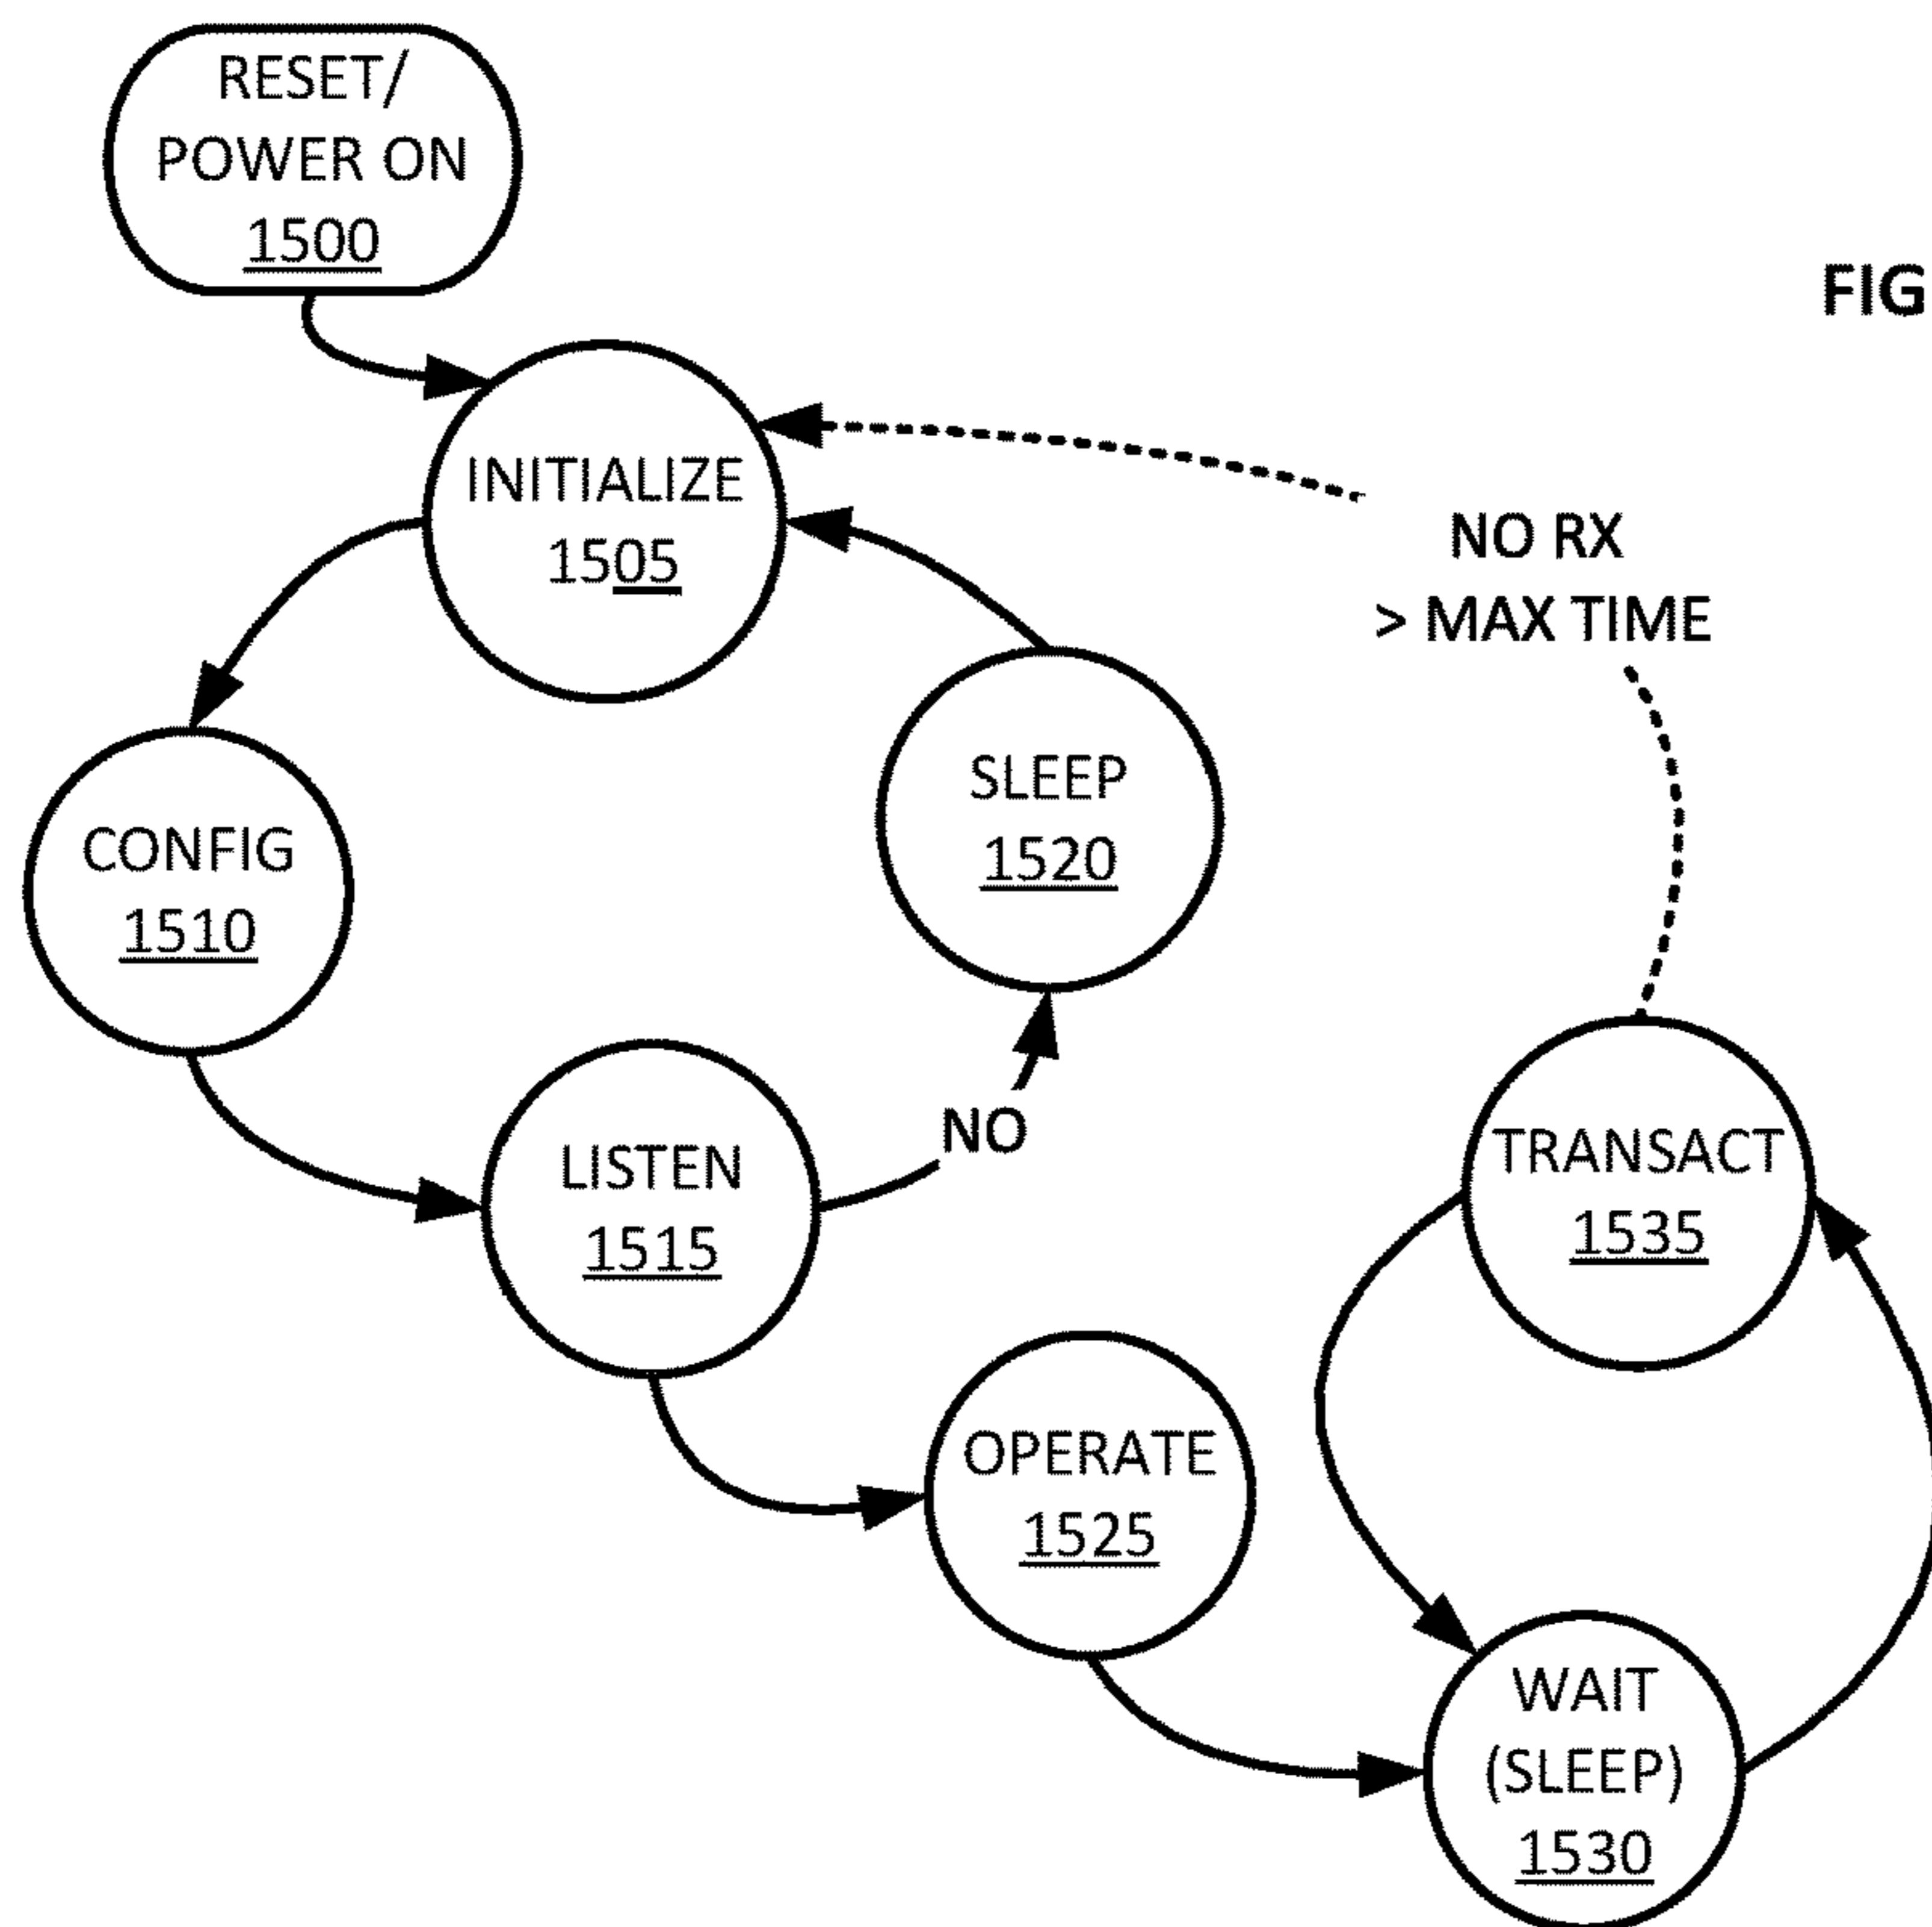 RESET/
POWER ON
1500
FIG
INITIALIZE
1505
NO RX
> MAX TIME
SLEEP
1520
CONFIG
1510
NO
LISTEN
1515
TRANSACT
1535
OPERATE
1525
WAIT
(SLEEP)
1530